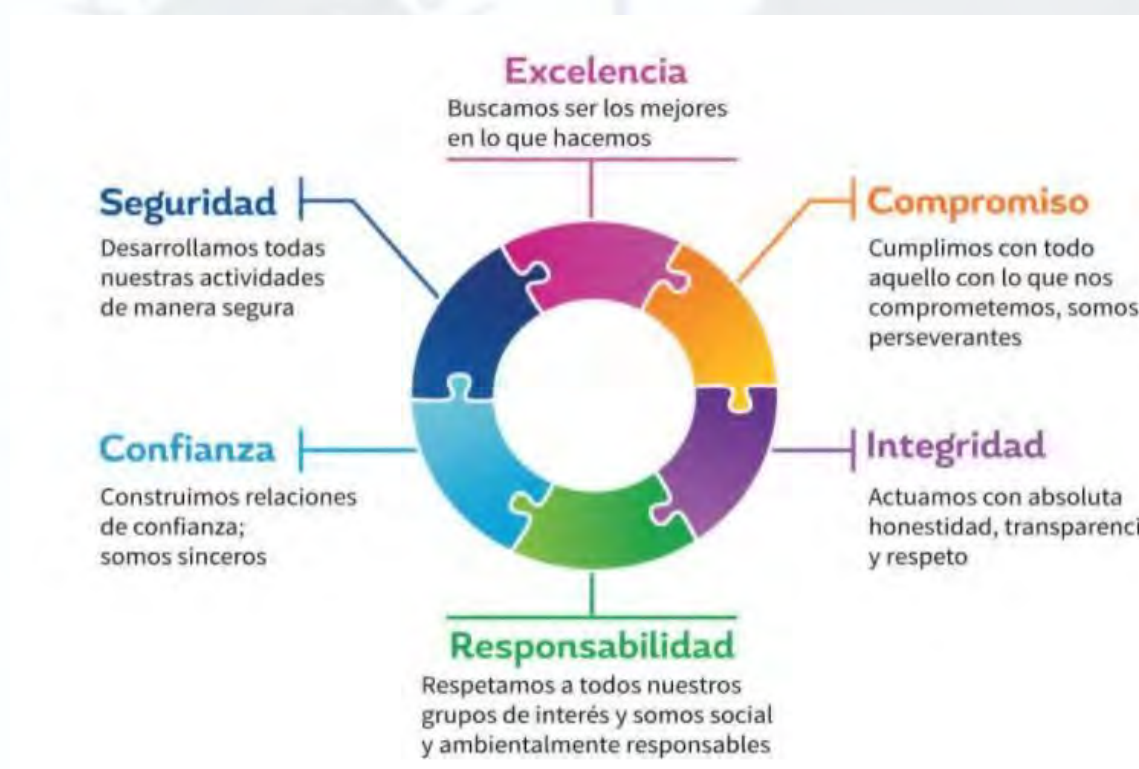 Excelencia
Buscamos ser los mejores
en lo que hacemos
Seguridad
Desarrollamos todas
nuestras actividades
de manera segura
Compromiso
Cumplimos con todo
aquello con lo que nos
comprometemos, somos
perseverantes
Confianza
Construimos relaciones
de confianza;
somos sinceros
Integridad
Actuamos con absoluta
honestidad, transparenci
y respeto
Responsabilidad
Respetamos a todos nuestros
grupos de interés y somos social
y ambientalmente responsables